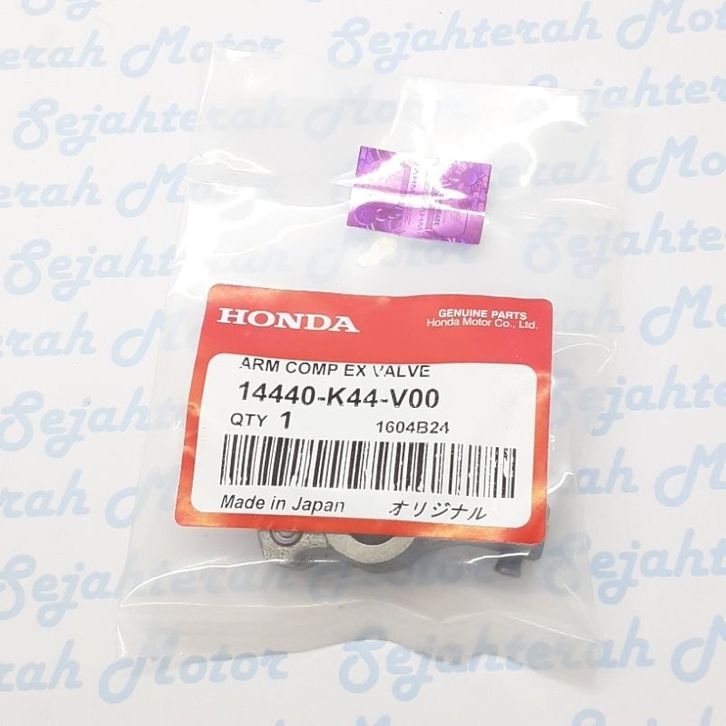 HONDA
GENUINE PARTS
Honda Motor Co., Ltd.
ARM COMP EX VALVE
14440-K44-V00
QTY 1 1604B24
Made in Japan オリジナル
Sejahterah Motor